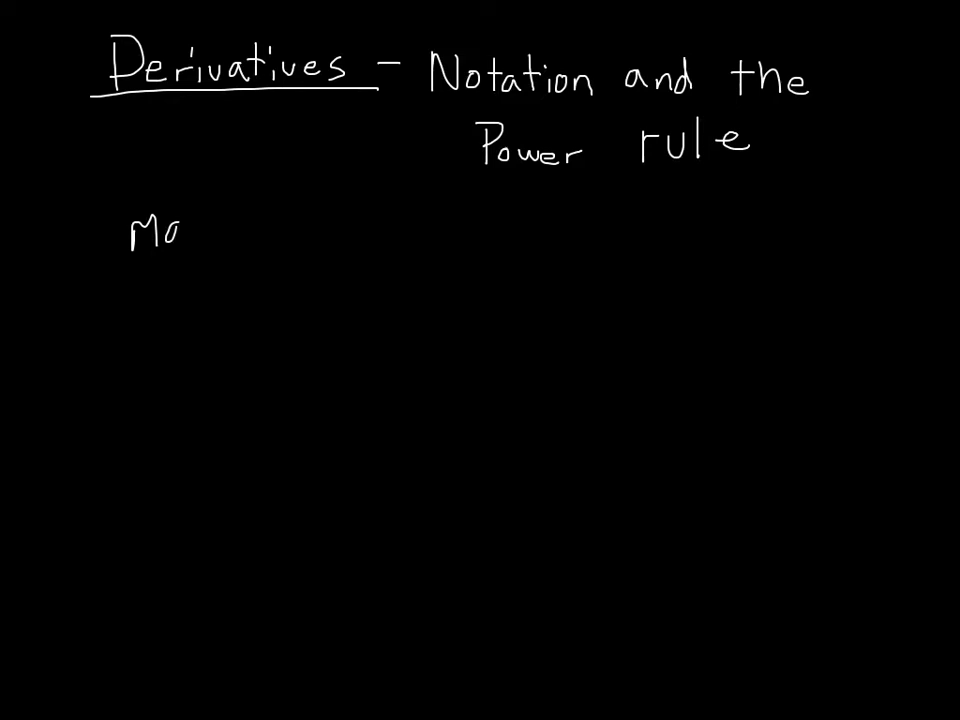 Derivatives - Notation and the
Power rule
Mo